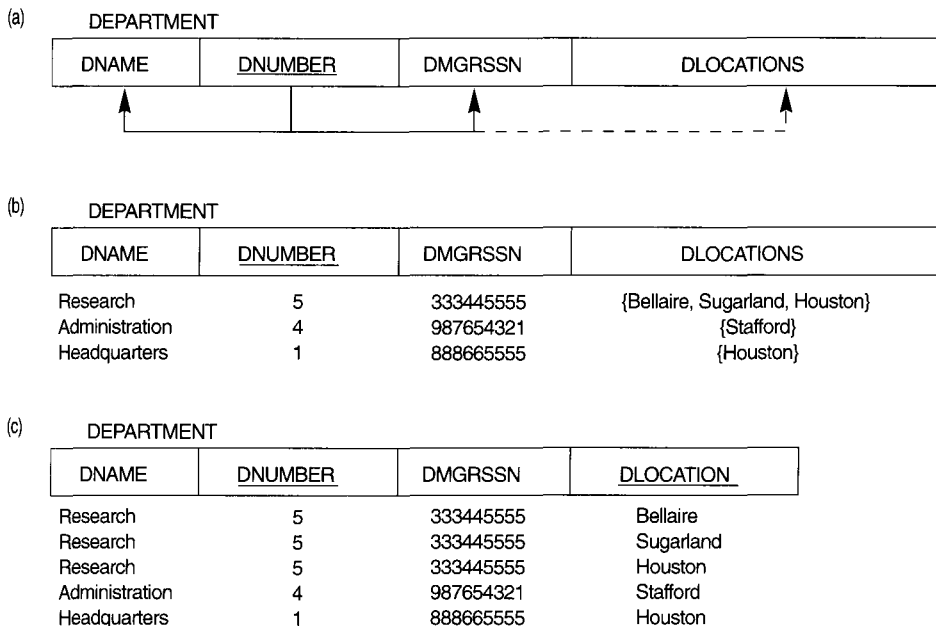 (a)
DEPARTMENT
DNAME DNUMBER DMGRSSN DLOCATIONS
(b)
DEPARTMENT
DNAME DNUMBER DMGRSSN DLOCATIONS
Research 5 333445555 {Bellaire, Sugarland, Houston}
Administration 4 987654321 {Stafford}
Headquarters 1 888665555 {Houston}
(c)
DEPARTMENT
DNAME DNUMBER DMGRSSN DLOCATION
Research 5 333445555 Bellaire
Research 5 333445555 Sugarland
Research 5 333445555 Houston
Administration 4 987654321 Stafford
Headquarters 1 888665555 Houston